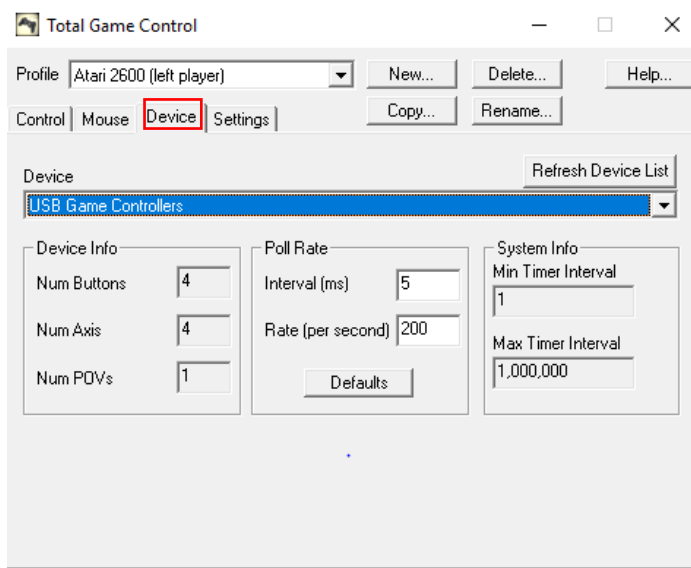 Total Game Control
Profile Atari 2600 (left player) New... Delete... Help...
Copy... Rename...
Control Mouse Device Settings
Refresh Device List
Device
USB Game Controllers
Device Info
Num Buttons 4
Num Axis 4
Num POVs 1
Poll Rate
Interval (ms) 5
Rate (per second) 200
Defaults
System Info
Min Timer Interval
1
Max Timer Interval
1,000,000